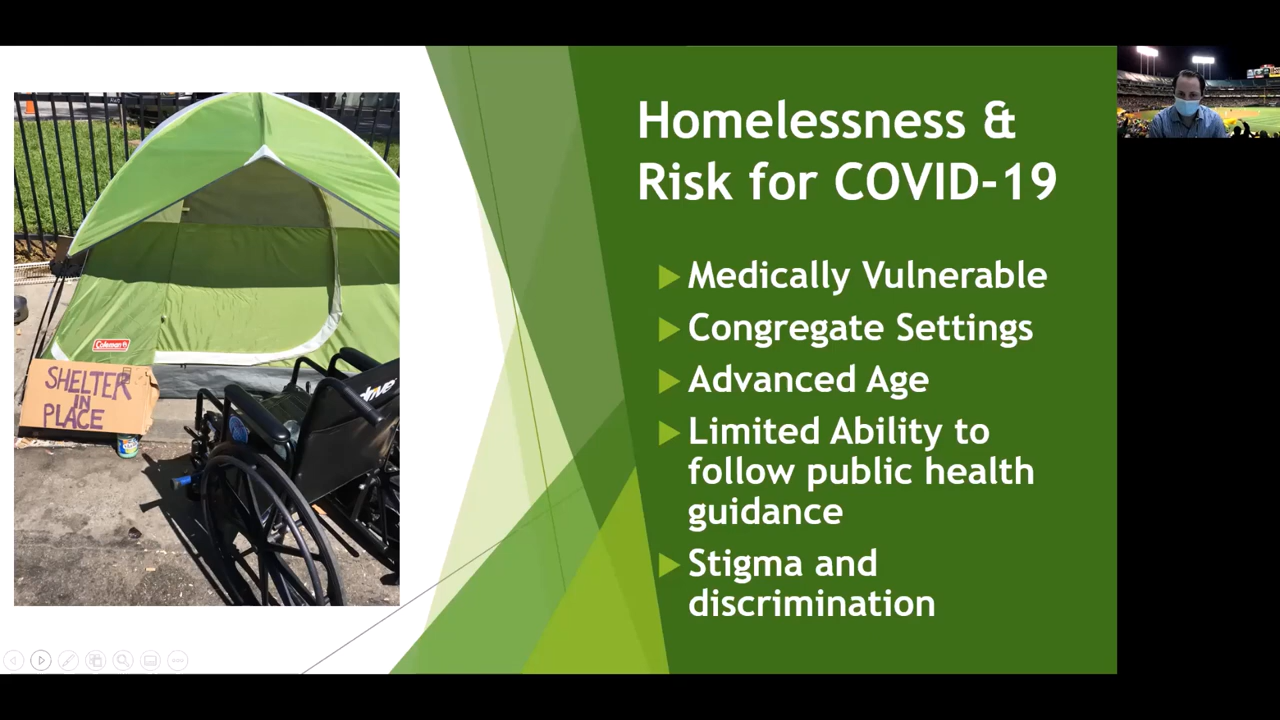 Homelessness &
Risk for COVID-19
Medically Vulnerable
Congregate Settings
Advanced Age
Limited Ability to
follow public health
guidance
Stigma and
discrimination
Coleman
SHELTER
IN
PLACE